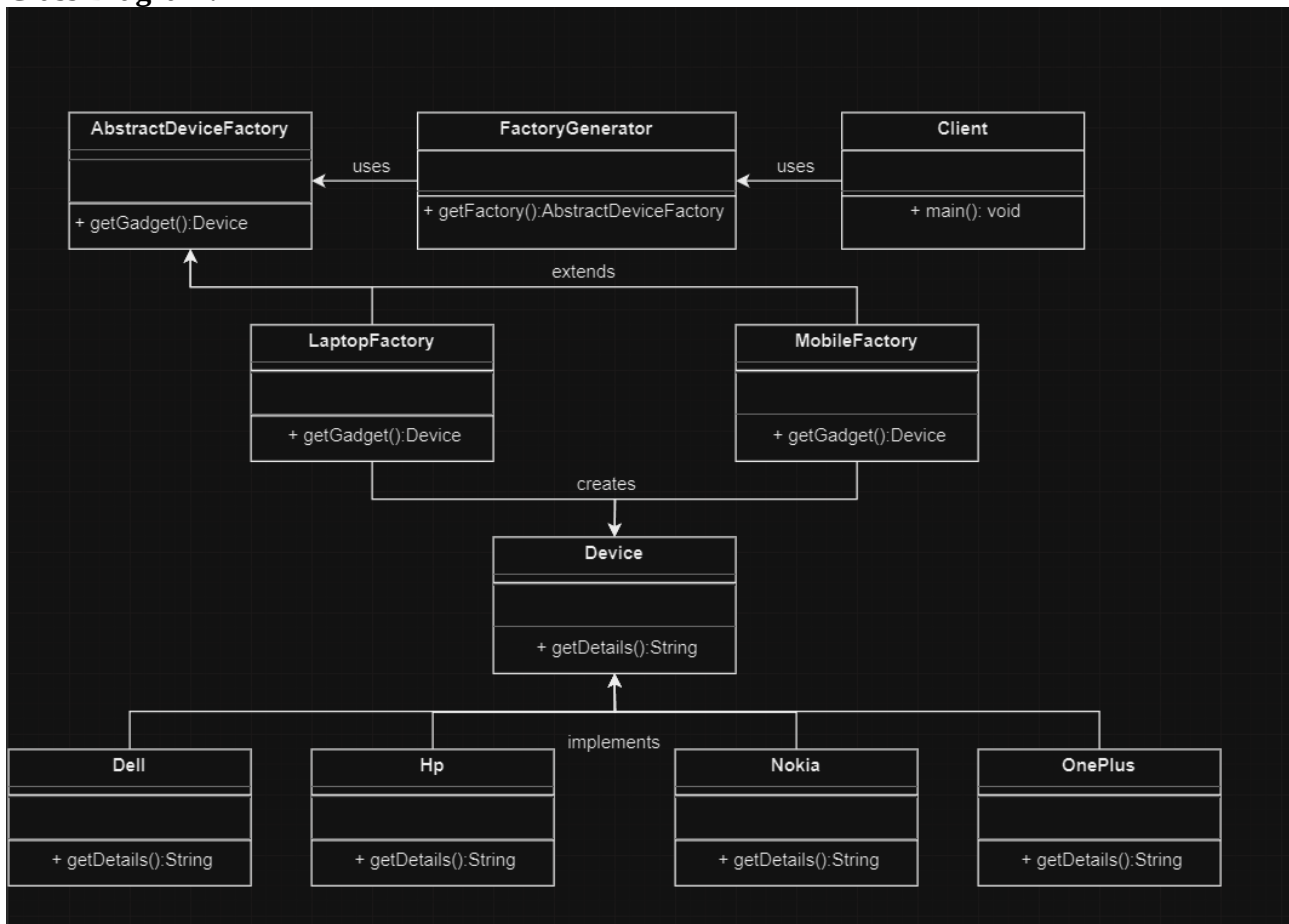 Class Diagram:
AbstractDeviceFactory
+ getGadget():Device
uses
FactoryGenerator
+ getFactory():AbstractDeviceFactory
uses
Client
+ main(): void
extends
LaptopFactory
+ getGadget():Device
MobileFactory
+ getGadget():Device
creates
Device
+ getDetails():String
implements
Dell
+ getDetails():String
Hp
+ getDetails():String
Nokia
+ getDetails():String
OnePlus
+ getDetails():String